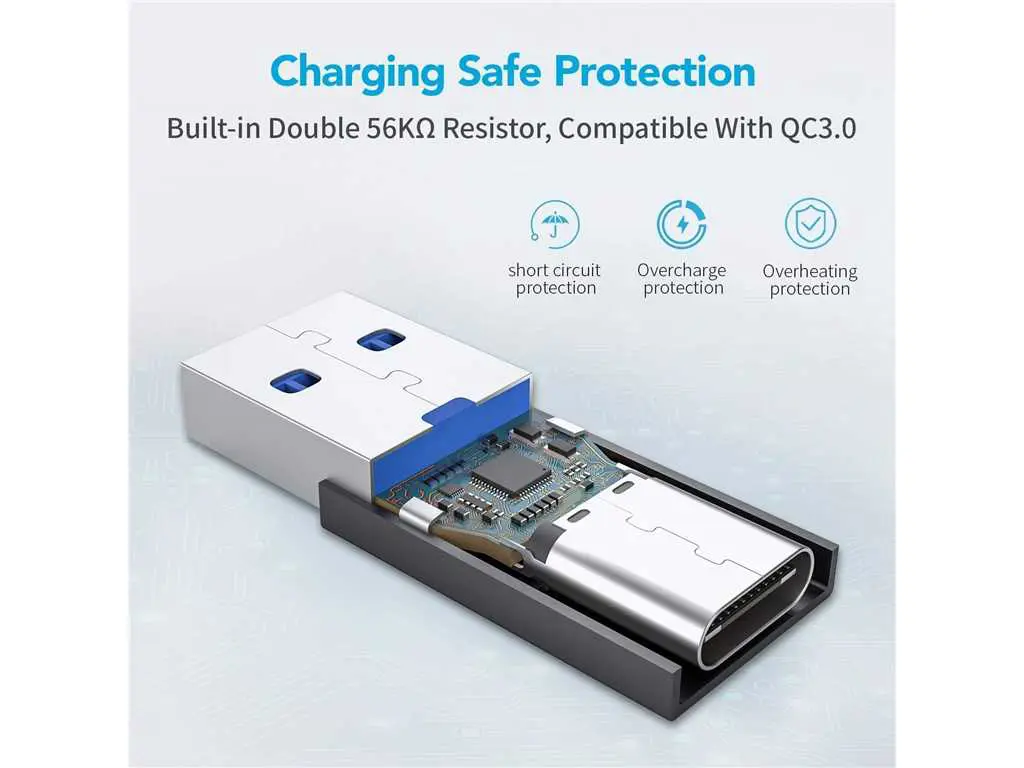 Charging Safe Protection
Built-in Double 56KΩ Resistor, Compatible With QC3.0
short circuit
protection
Overcharge
protection
Overheating
protection